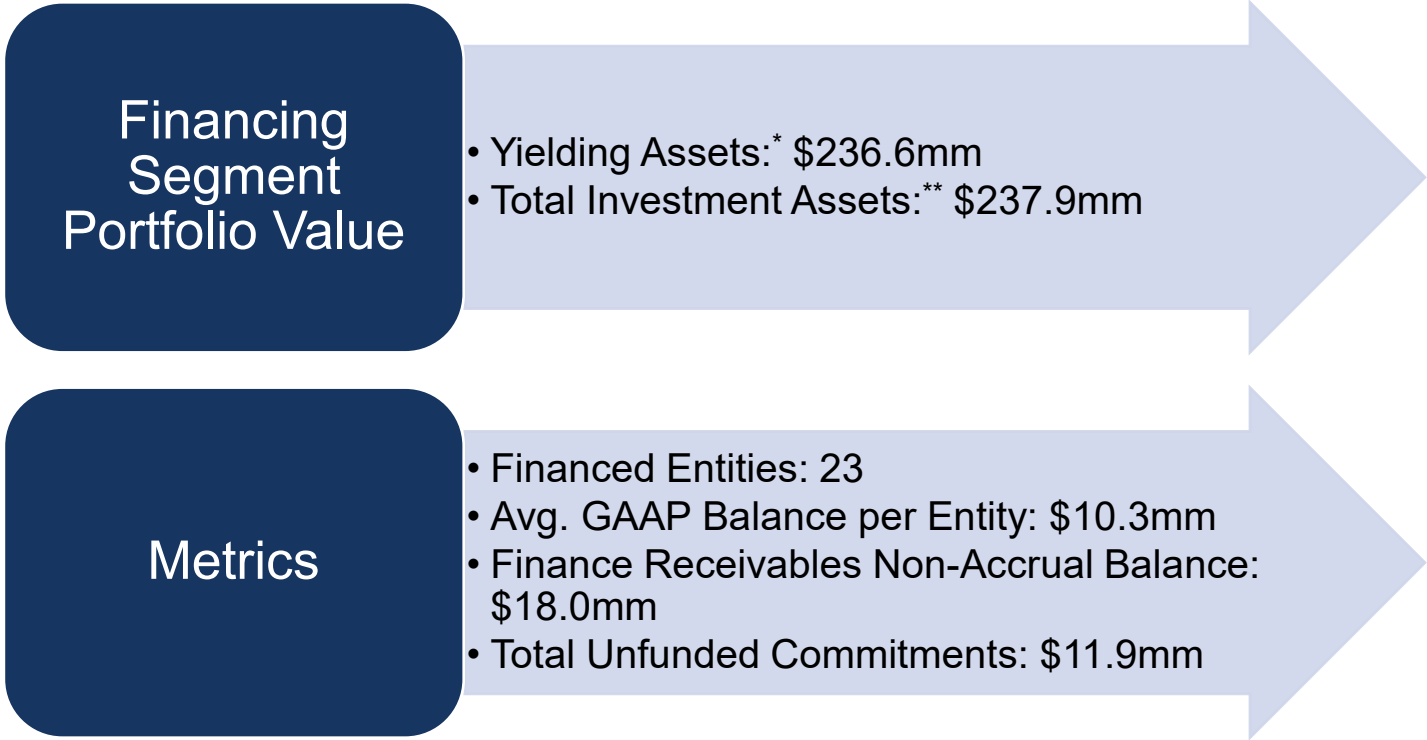 Financing
Segment
Portfolio Value
• Yielding Assets:* $236.6mm
• Total Investment Assets:** $237.9mm
Metrics
• Financed Entities: 23
• Avg. GAAP Balance per Entity: $10.3mm
• Finance Receivables Non-Accrual Balance:
$18.0mm
• Total Unfunded Commitments: $11.9mm